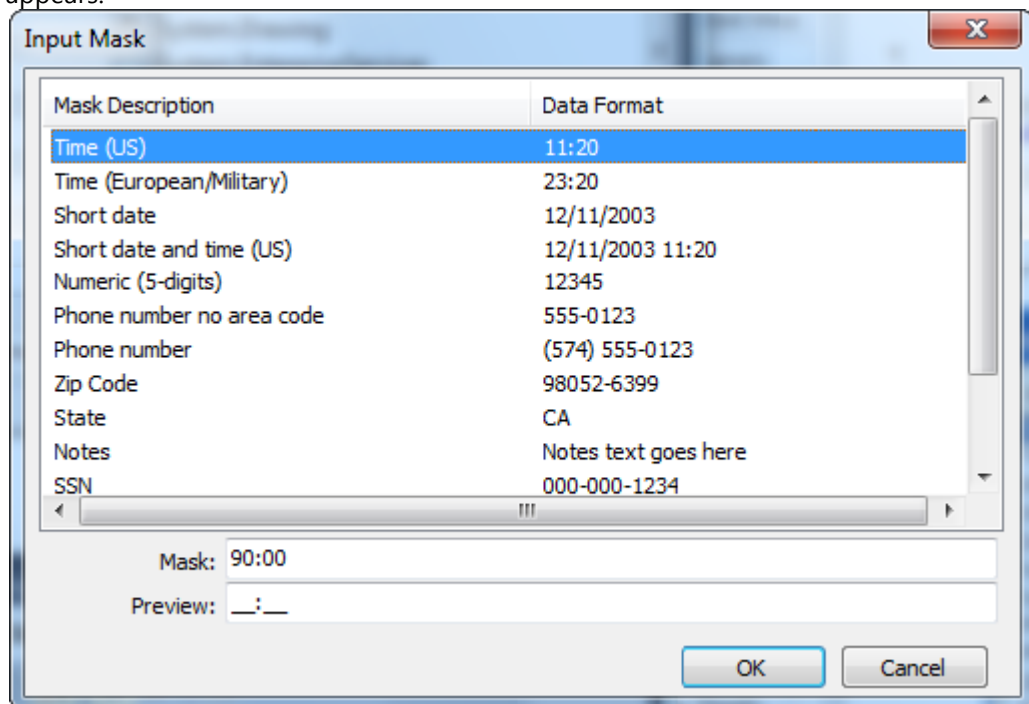 appears.
Input Mask
Mask Description Data Format
Time (US) 11:20
Time (European/Military) 23:20
Short date 12/11/2003
Short date and time (US) 12/11/2003 11:20
Numeric (5-digits) 12345
Phone number no area code 555-0123
Phone number (574) 555-0123
Zip Code 98052-6399
State CA
Notes Notes text goes here
SSN 000-000-1234
Mask: 90:00
Preview: __:__
OK Cancel